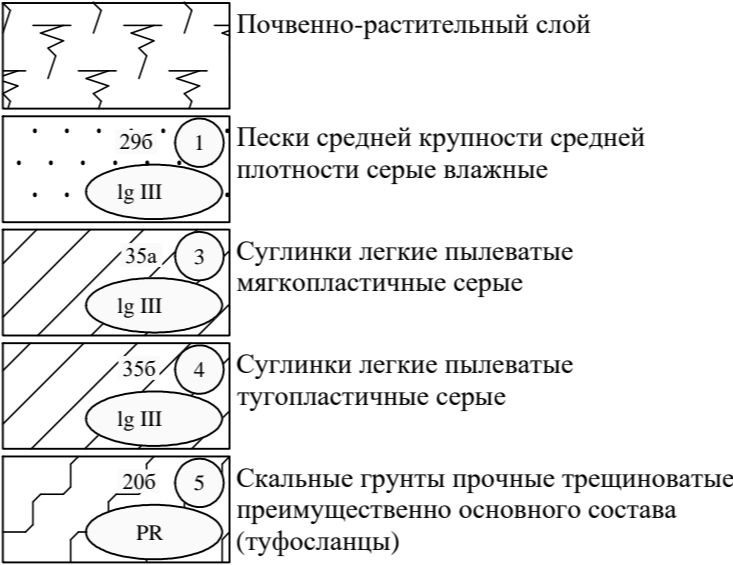 Почвенно-растительный слой
29б 1
Пески средней крупности средней
плотности серые влажные
lg III
35а 3
Суглинки легкие пылеватые
мягкопластичные серые
lg III
35б 4
Суглинки легкие пылеватые
тугопластичные серые
lg III
20б 5
Скальные грунты прочные трещиноватые
преимущественно основного состава
(туфосланцы)
PR